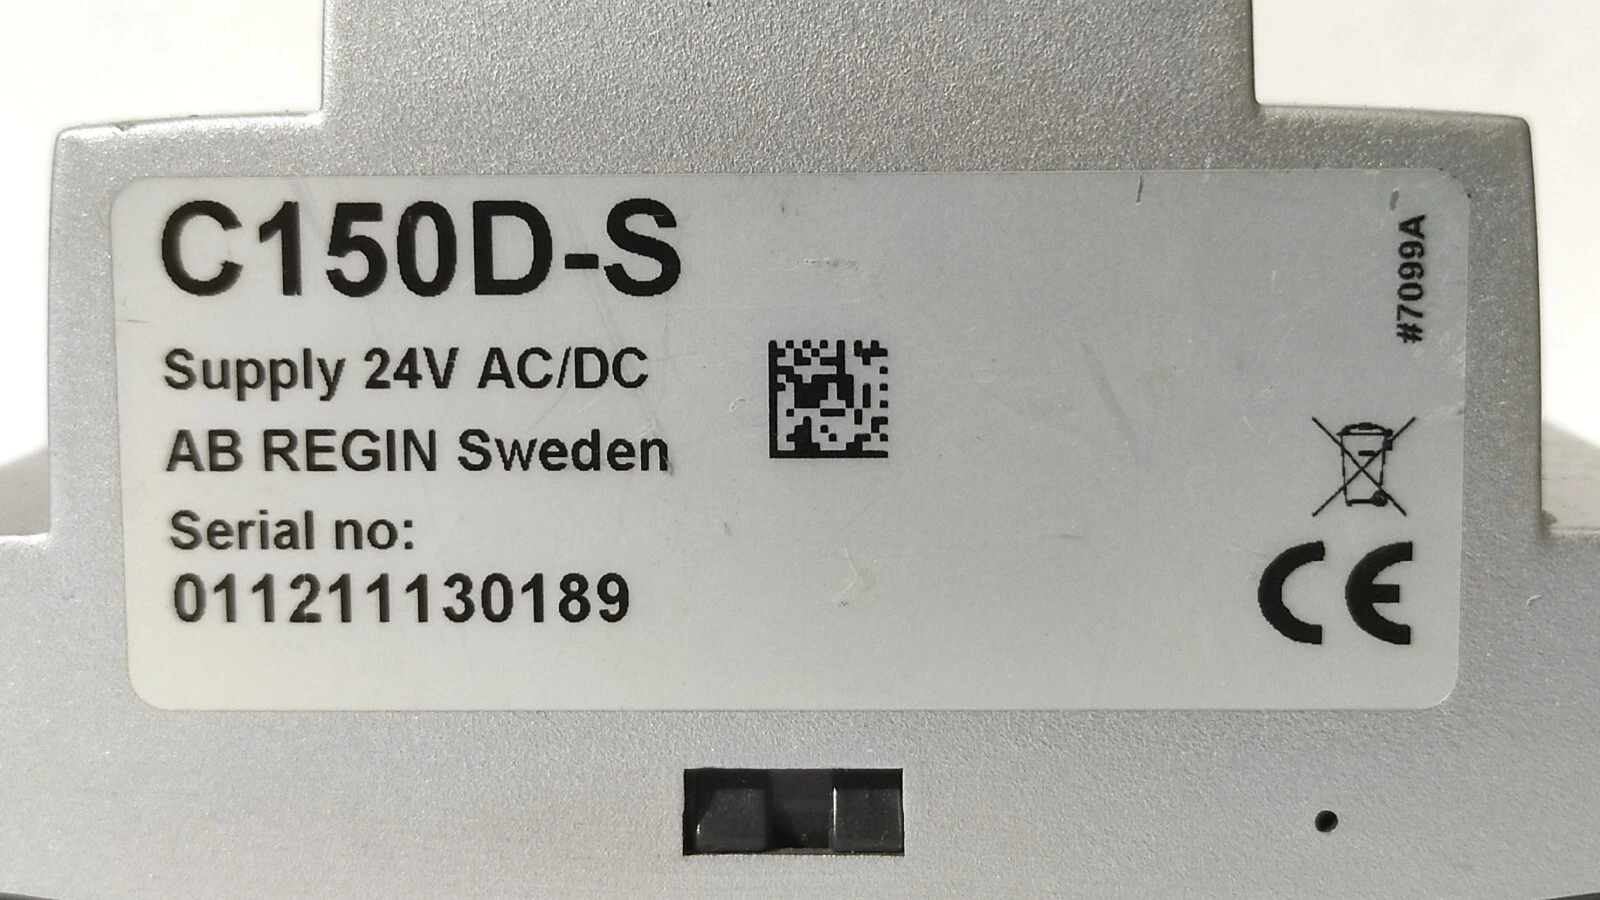 C150D-S
#7099A
Supply 24V AC/DC
AB REGIN Sweden
Serial no:
011211130189
CE